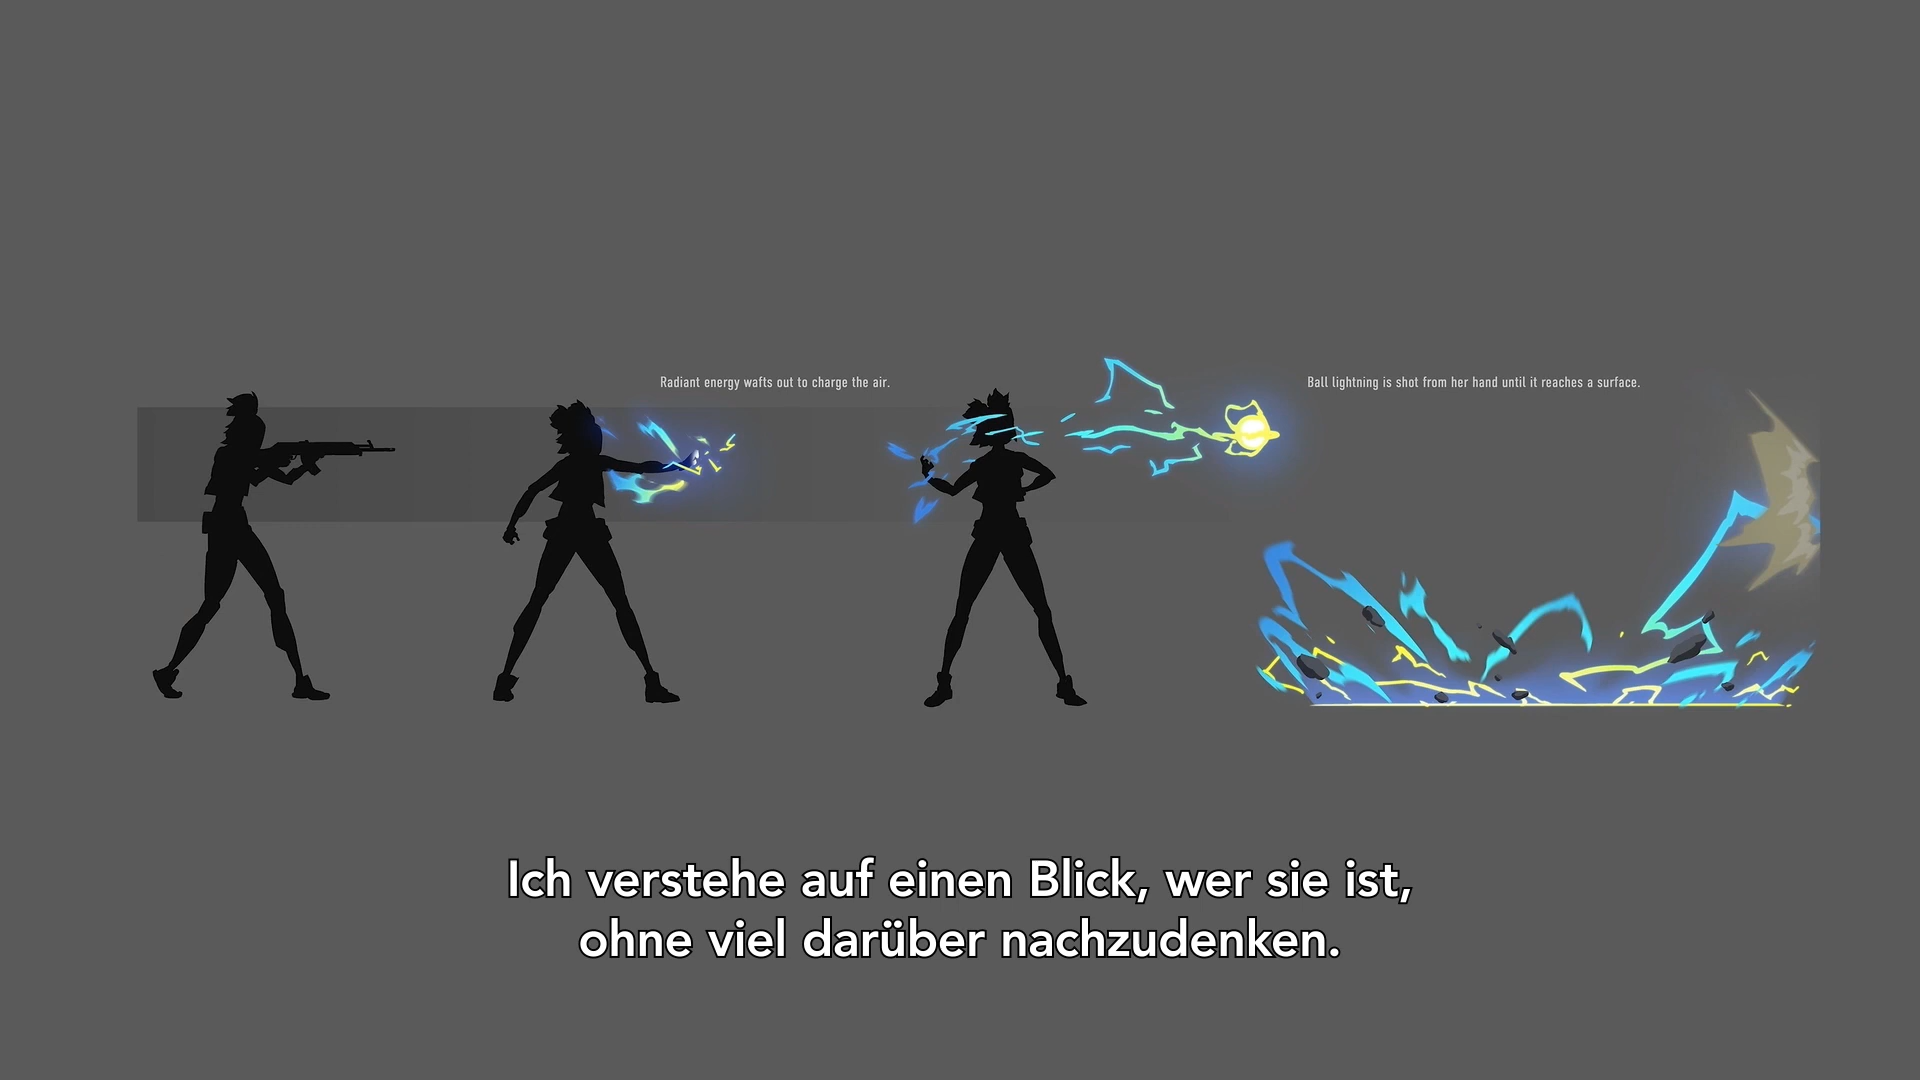 Radiant energy wafts out to charge the air.
Ball lightning is shot from her hand until it reaches a surface.
Ich verstehe auf einen Blick, wer sie ist,
ohne viel darüber nachzudenken.